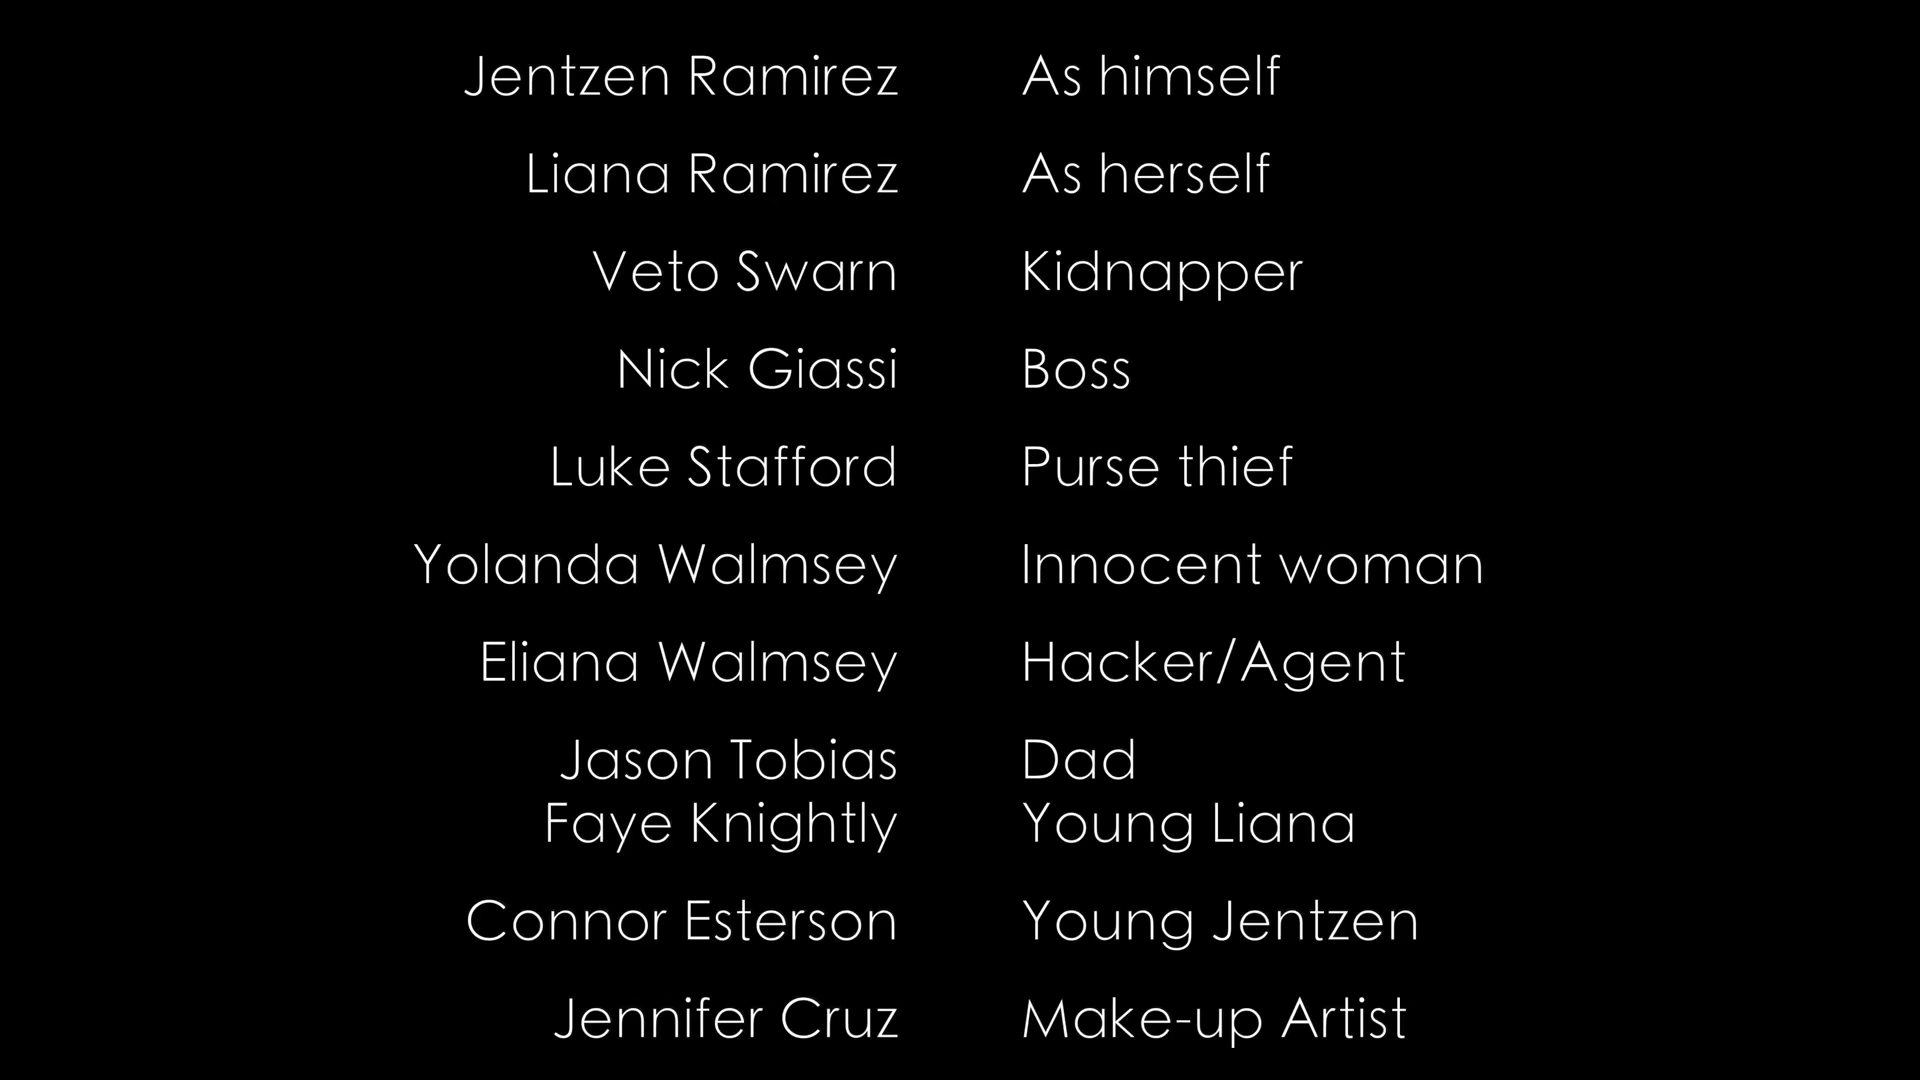 Jentzen Ramirez As himself
Liana Ramirez As herself
Veto Swarn Kidnapper
Nick Giassi Boss
Luke Stafford Purse thief
Yolanda Walmsey Innocent woman
Eliana Walmsey Hacker/Agent
Jason Tobias Dad
Faye Knightly Young Liana
Connor Esterson Young Jentzen
Jennifer Cruz Make-up Artist